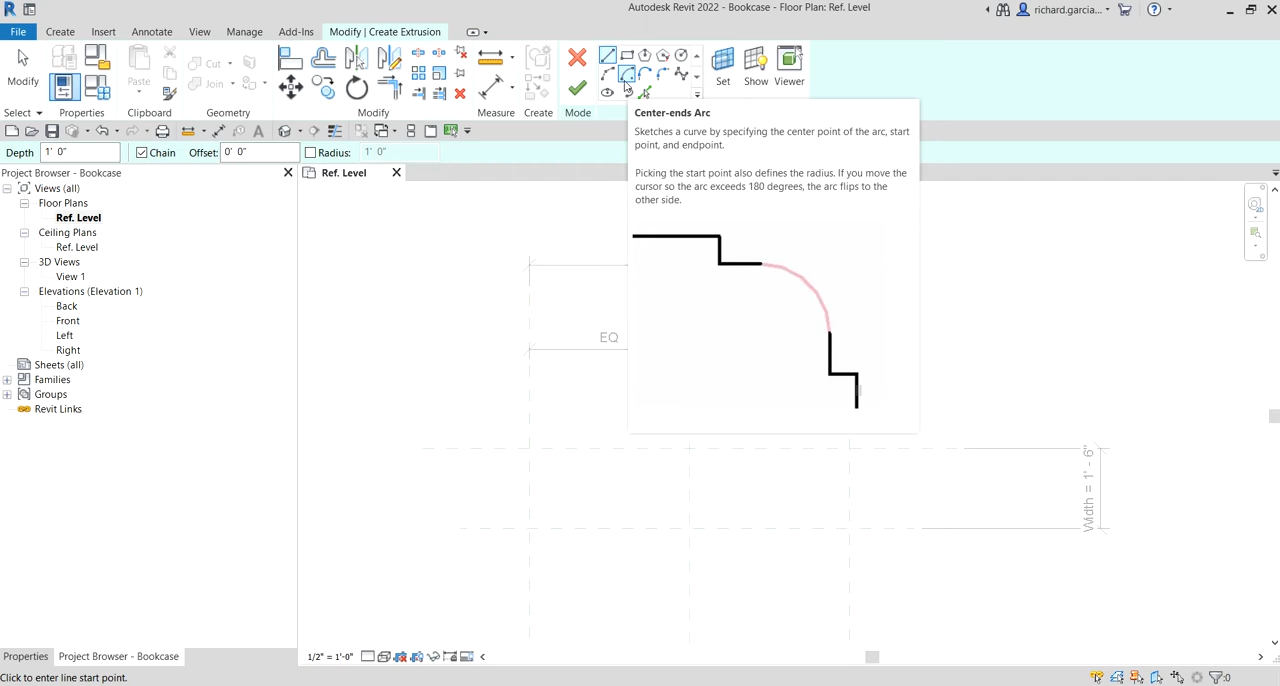 Autodesk Revit 2022 - Bookcase - Floor Plan: Ref. Level
richard.garcia...
File Create Insert Annotate View Manage Add-Ins Modify | Create Extrusion
Modify
Paste
Cut
Join
Set Show Viewer
Select Properties Clipboard Geometry Modify Measure Create Mode
Depth 1' 0" Chain Offset: 0' 0" Radius: 1' 0"
Project Browser - Bookcase
Ref. Level
Views (all)
Floor Plans
Ref. Level
Ceiling Plans
Ref. Level
3D Views
View 1
Elevations (Elevation 1)
Back
Front
Left
Right
Sheets (all)
Families
Groups
Revit Links
Center-ends Arc
Sketches a curve by specifying the center point of the arc, start
point, and endpoint.
Picking the start point also defines the radius. If you move the
cursor so the arc exceeds 180 degrees, the arc flips to the
other side.
EQ
Width = 1' - 6"
Properties Project Browser - Bookcase
1/2" = 1'-0"
Click to enter line start point.
:0